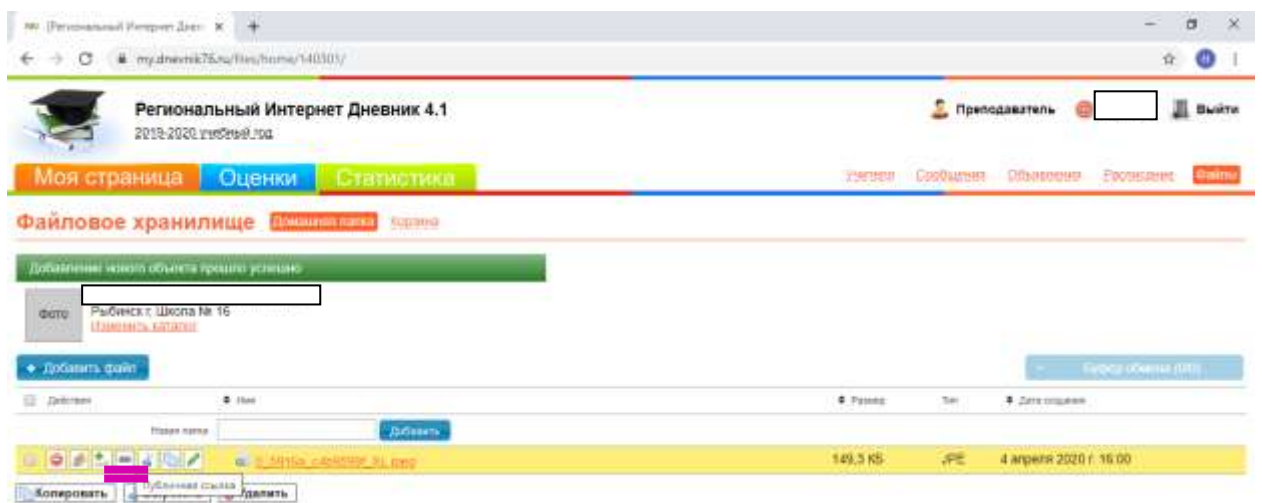 [Региональный Интернет Днев
my.dnevnik76.ru/files/home/140301/
Региональный Интернет Дневник 4.1
2019-2020 учебный год
Преподаватель
Выйти
Моя страница Оценки Статистика
Сообщения Объявления Расписание Файлы
Файловое хранилище Домашняя папка Корзина
Добавление нового объекта прошло успешно
фото
Рыбинск г, Школа № 16
Изменить каталог
Добавить файл
Буфер обмена
Действия Имя Размер Тип Дата создания
Новая папка Добавить
149,3 КБ JPE 4 апреля 2020 г. 16:00
Публичная ссылка
Копировать Удалить